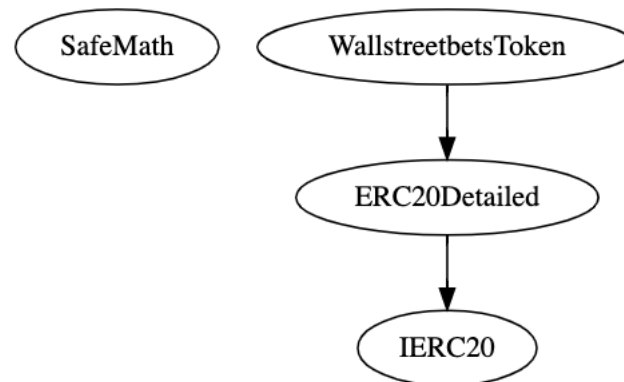 SafeMath
WallstreetbetsToken
ERC20Detailed
IERC20